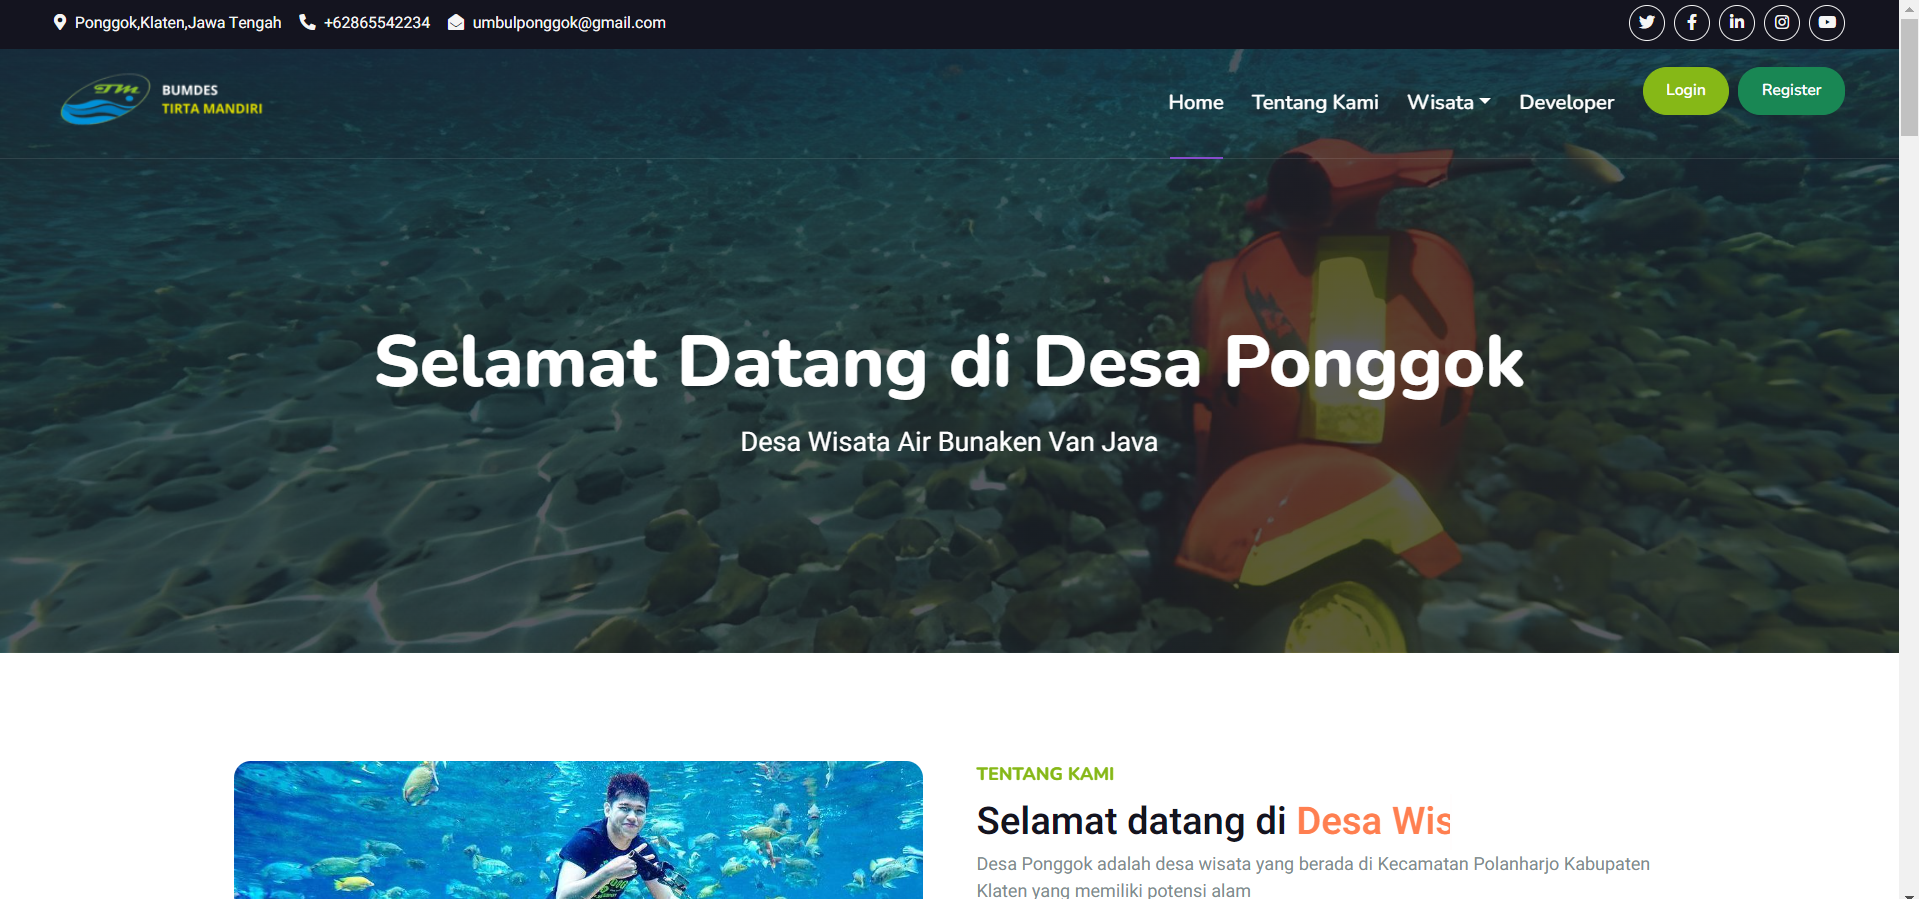 Ponggok,Klaten,Jawa Tengah +62865542234 umbulponggok@gmail.com
TM
BUMDES
TIRTA MANDIRI
Home Tentang Kami Wisata Developer Login Register
Selamat Datang di Desa Ponggok
Desa Wisata Air Bunaken Van Java
TENTANG KAMI
Selamat datang di Desa Wis
Desa Ponggok adalah desa wisata yang berada di Kecamatan Polanharjo Kabupaten
Klaten yang memiliki potensi alam